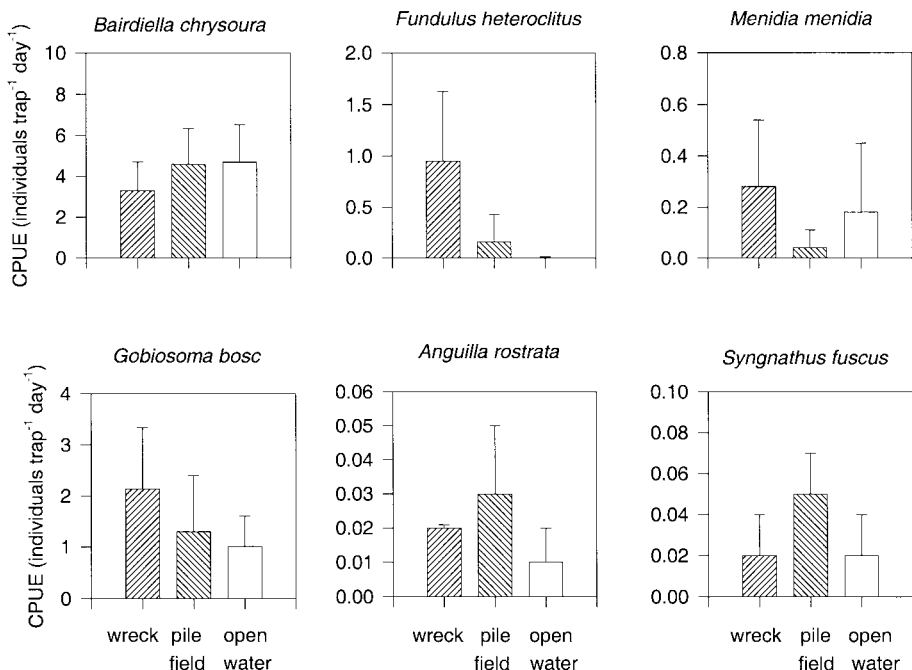 Bairdiella chrysoura
Fundulus heteroclitus
Menidia menidia
CPUE (individuals trap⁻¹ day⁻¹)
10
8
6
4
2
0
2.0
1.5
1.0
0.5
0.0
0.8
0.6
0.4
0.2
0.0
Gobiosoma bosc
Anguilla rostrata
Syngnathus fuscus
CPUE (individuals trap⁻¹ day⁻¹)
4
3
2
1
0
0.06
0.05
0.04
0.03
0.02
0.01
0.00
0.10
0.08
0.06
0.04
0.02
0.00
wreck pile open
field water
wreck pile open
field water
wreck pile open
field water